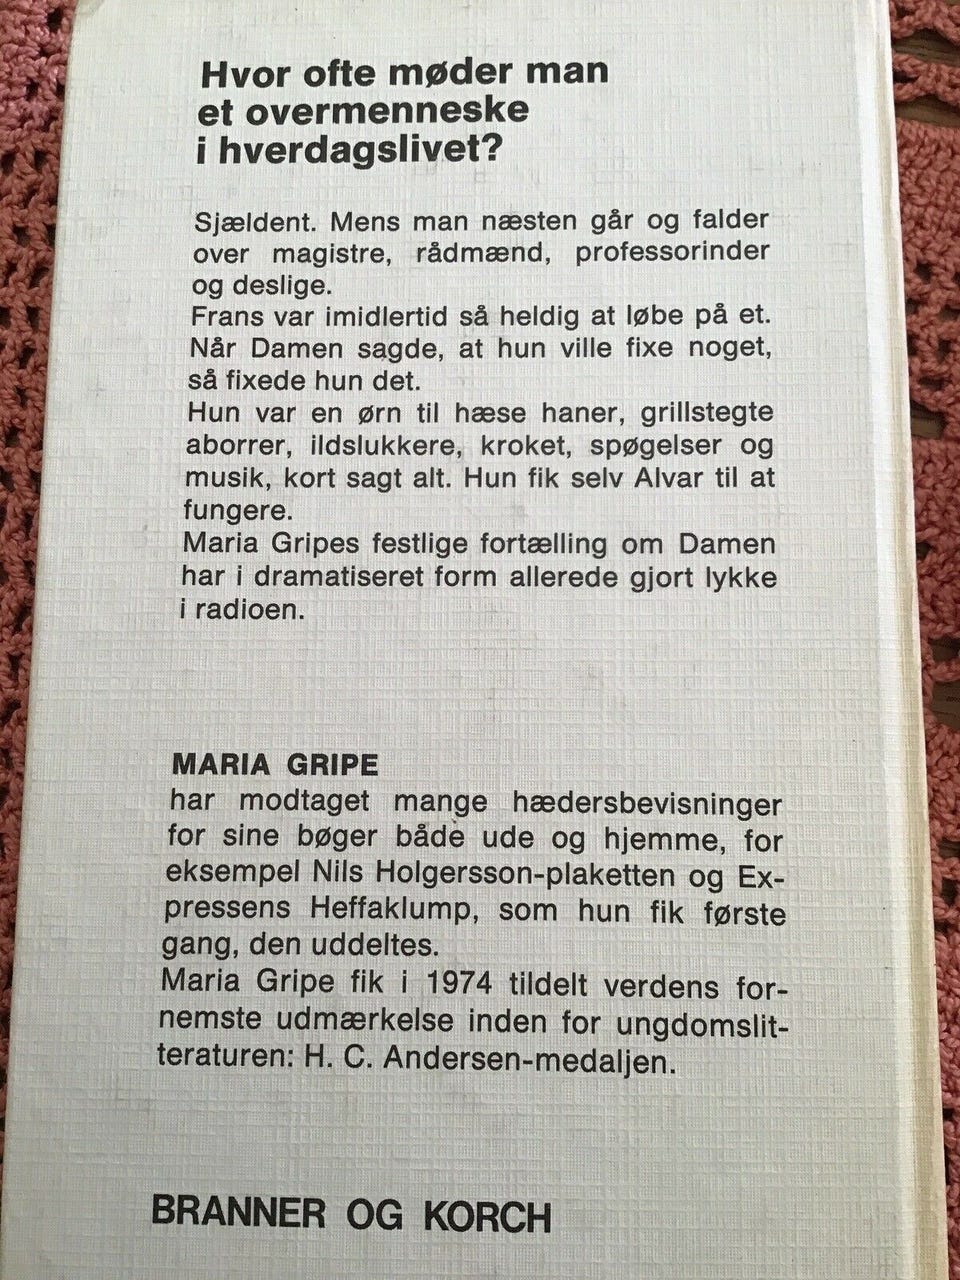 Hvor ofte møder man
et overmenneske
i hverdagslivet?
Sjældent. Mens man næsten går og falder
over magistre, rådmænd, professorinder
og deslige.
Frans var imidlertid så heldig at løbe på et.
Når Damen sagde, at hun ville fixe noget,
så fixede hun det.
Hun var en ørn til hæse haner, grillstegte
aborrer, ildslukkere, kroket, spøgelser og
musik, kort sagt alt. Hun fik selv Alvar til at
fungere.
Maria Gripes festlige fortælling om Damen
har i dramatiseret form allerede gjort lykke
i radioen.
MARIA GRIPE
har modtaget mange hædersbevisninger
for sine bøger både ude og hjemme, for
eksempel Nils Holgersson-plaketten og Ex-
pressens Heffaklump, som hun fik første
gang, den uddeltes.
Maria Gripe fik i 1974 tildelt verdens for-
nemste udmærkelse inden for ungdomslit-
teraturen: H. C. Andersen-medaljen.
BRANNER OG KORCH